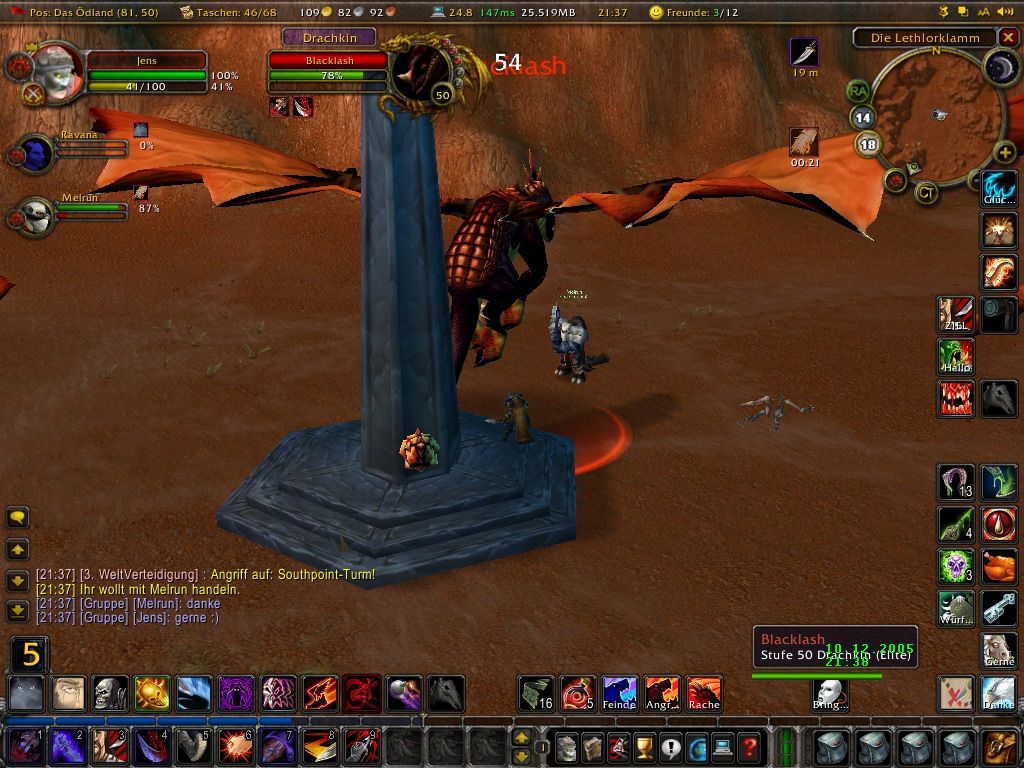 Pos: Das Ödland (81, 50)
Taschen: 46/68
109 82 92
24.8 147ms 25.519MB
21:37
Freunde: 3/12
Jens
100%
41/100
41%
Drachkin
Blacklash
78%
50
54
19 m
Die Lethlorklamm
N
RA
14
18
CT
00:21
Ravana
0%
Melrun
87%
Melrun
ZIEL
Hallo
13
4
3
Würf...
Gerne
[21:37] [3. WeltVerteidigung] : Angriff auf: Southpoint-Turm!
[21:37] Ihr wollt mit Melrun handeln.
[21:37] [Gruppe] [Melrun]: danke
[21:37] [Gruppe] [Jens]: gerne :)
Blacklash
Stufe 50 Drachkin (Elite)
10 12 2005
21:38
5
16
5
Feinde
Angr...
Rache
Bring...
Danke
1 2 3 4 5 6 7 8 9
1